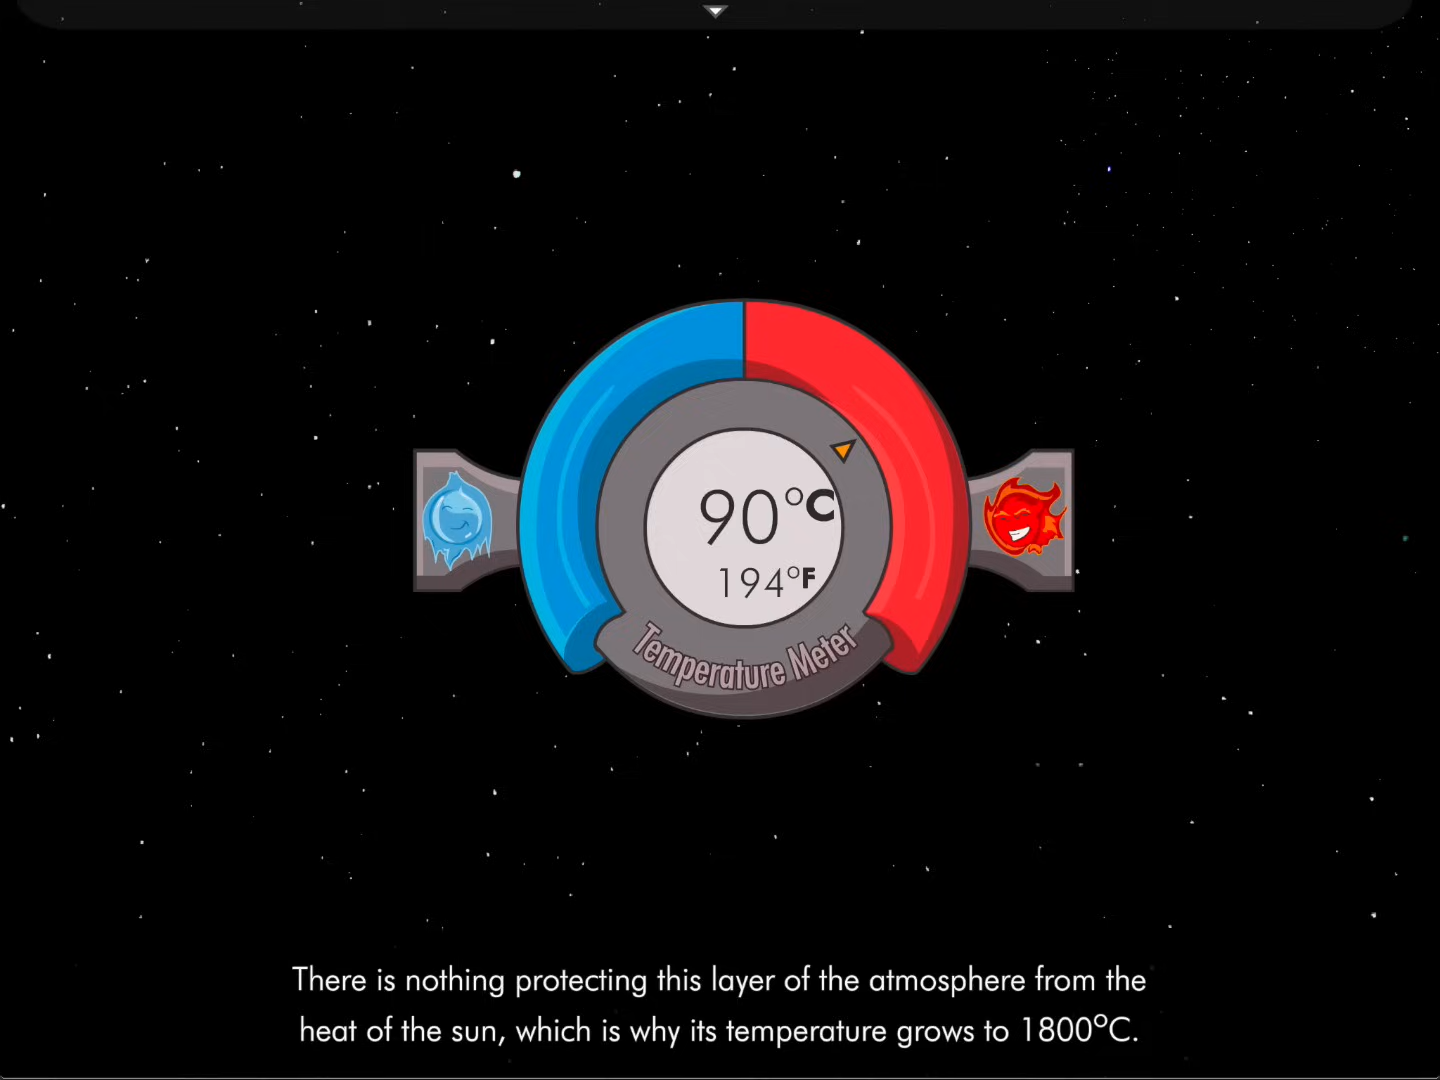 90°C
194°F
Temperature Meter
There is nothing protecting this layer of the atmosphere from the
heat of the sun, which is why its temperature grows to 1800°C.